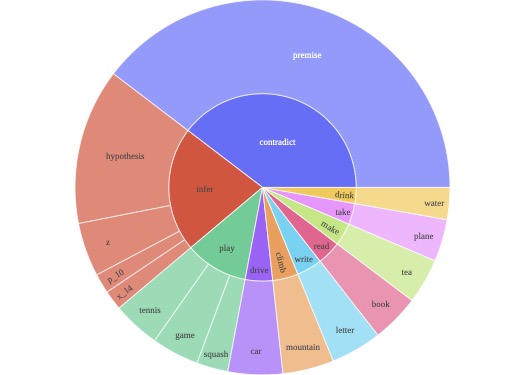 premise
contradict
hypothesis
infer
drink
water
take
z
make
plane
play
read
p_10
climb
write
tea
drive
x_14
book
tennis
letter
game
mountain
squash
car